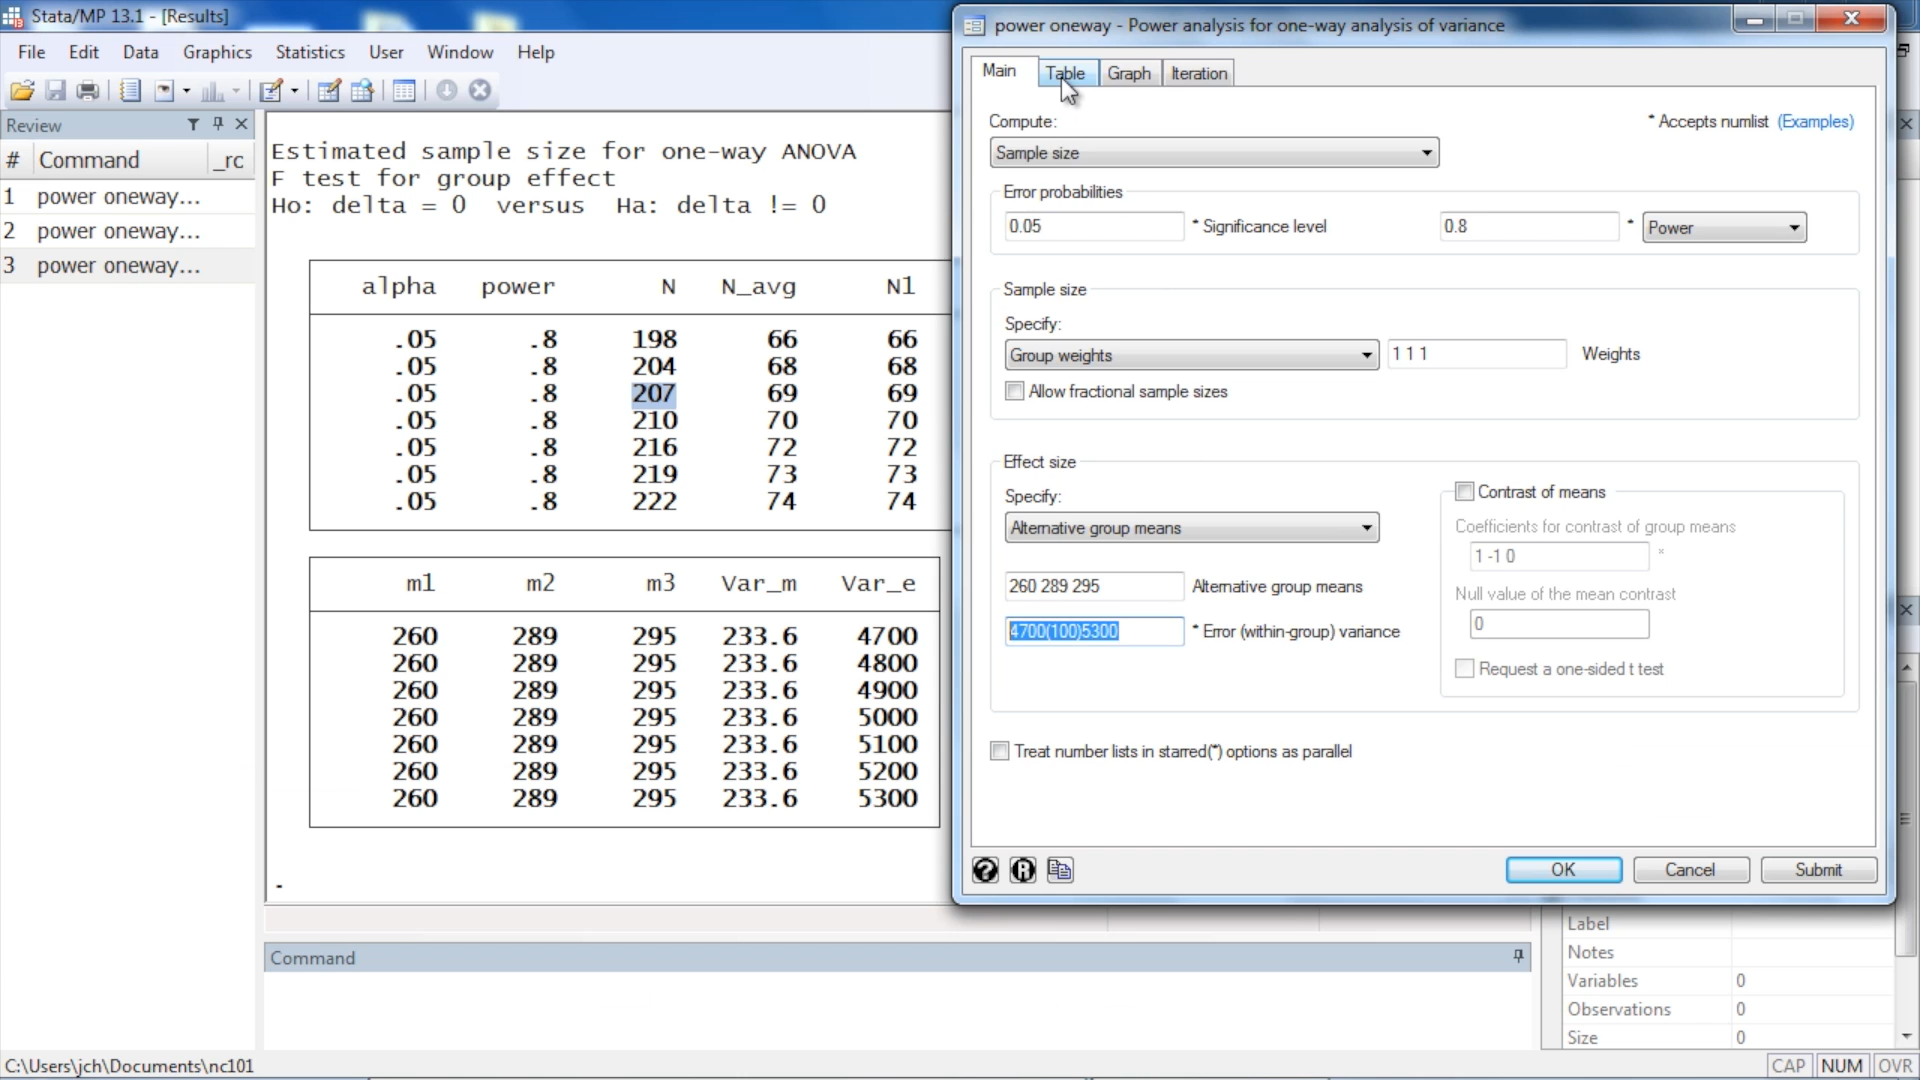 Stata/MP 13.1 - [Results]
File Edit Data Graphics Statistics User Window Help
Review
# Command _rc
1 power oneway...
2 power oneway...
3 power oneway...
Estimated sample size for one-way ANOVA
F test for group effect
Ho: delta = 0 versus Ha: delta != 0
alpha power N N_avg N1
.05 .8 198 66 66
.05 .8 204 68 68
.05 .8 207 69 69
.05 .8 210 70 70
.05 .8 216 72 72
.05 .8 219 73 73
.05 .8 222 74 74
m1 m2 m3 Var_m Var_e
260 289 295 233.6 4700
260 289 295 233.6 4800
260 289 295 233.6 4900
260 289 295 233.6 5000
260 289 295 233.6 5100
260 289 295 233.6 5200
260 289 295 233.6 5300
Command
power oneway - Power analysis for one-way analysis of variance
Main Table Graph Iteration
Compute:
* Accepts numlist (Examples)
Sample size
Error probabilities
0.05 * Significance level 0.8 * Power
Sample size
Specify:
Group weights 1 1 1 Weights
Allow fractional sample sizes
Effect size
Specify:
Alternative group means
260 289 295 Alternative group means
4700(100)5300 * Error (within-group) variance
Contrast of means
Coefficients for contrast of group means
1 -1 0 *
Null value of the mean contrast
0
Request a one-sided t test
Treat number lists in starred(*) options as parallel
OK Cancel Submit
Label
Notes
Variables 0
Observations 0
Size 0
C:\Users\jch\Documents\nc101
CAP NUM OVR